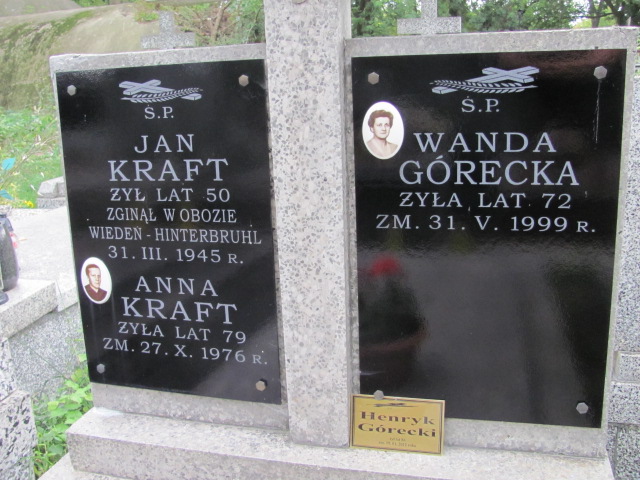 Ś.P.
JAN
KRAFT
ŻYŁ LAT 50
ZGINĄŁ W OBOZIE
WIEDEŃ - HINTERBRUHL
31. III. 1945 R.
ANNA
KRAFT
ŻYŁA LAT 79
ZM. 27. X. 1976 R.
Ś.P.
WANDA
GÓRECKA
ŻYŁA LAT 72
ZM. 31. V. 1999 R.
Henryk
Górecki